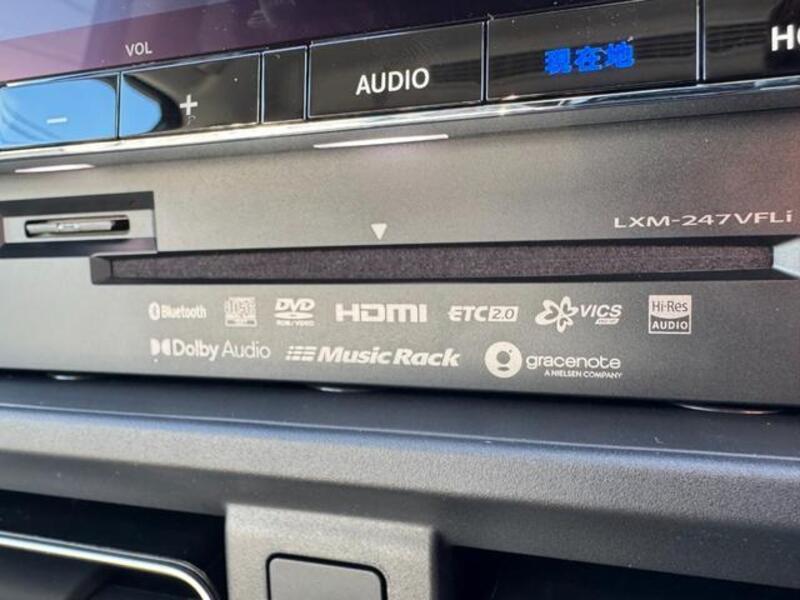 VOL
− + AUDIO 現在地 HO
LXM-247VFLi
Bluetooth DVD HDMI ETC2.0 VICS Hi-Res AUDIO
Dolby Audio Music Rack gracenote
A NIELSEN COMPANY